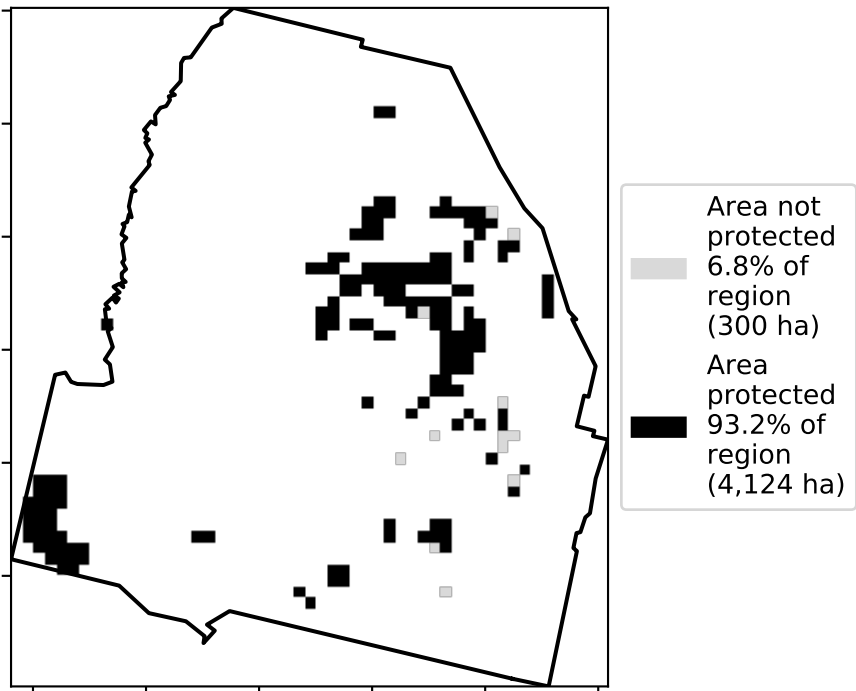 Area not
protected
6.8% of
region
(300 ha)
Area
protected
93.2% of
region
(4,124 ha)